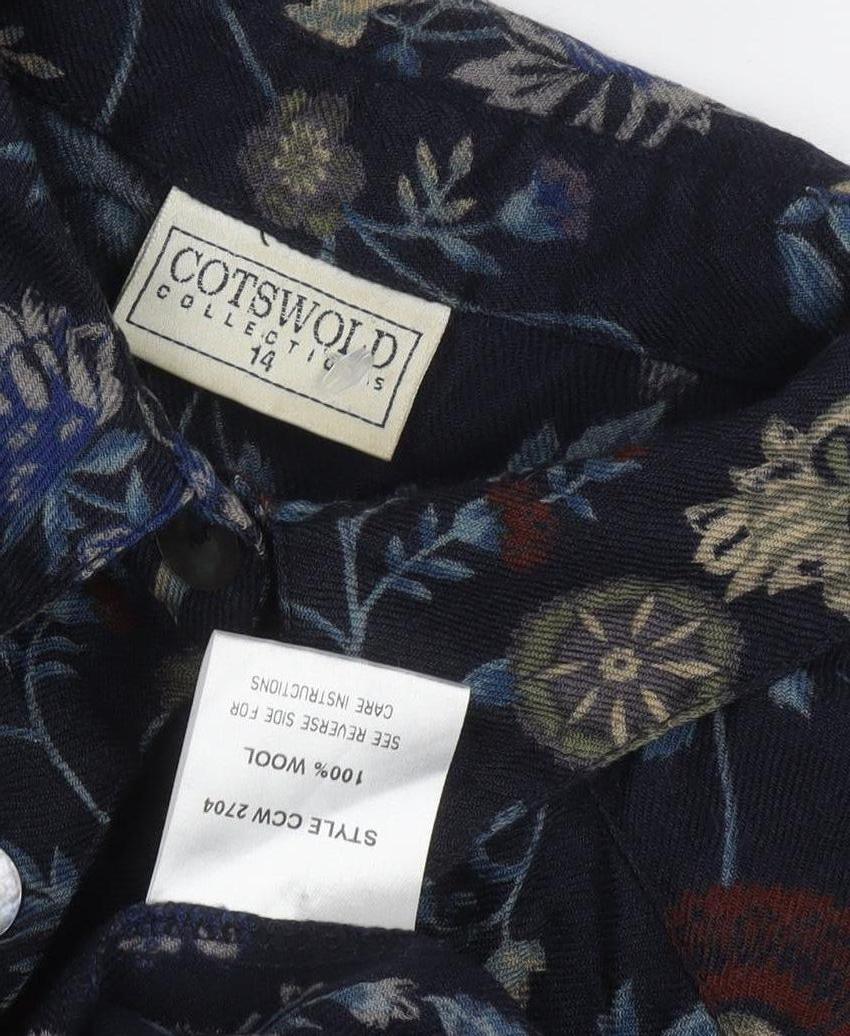 COTSWOLD
COLLECTIONS
14
STYLE CCW 2704
100% WOOL
SEE REVERSE SIDE FOR
CARE INSTRUCTIONS